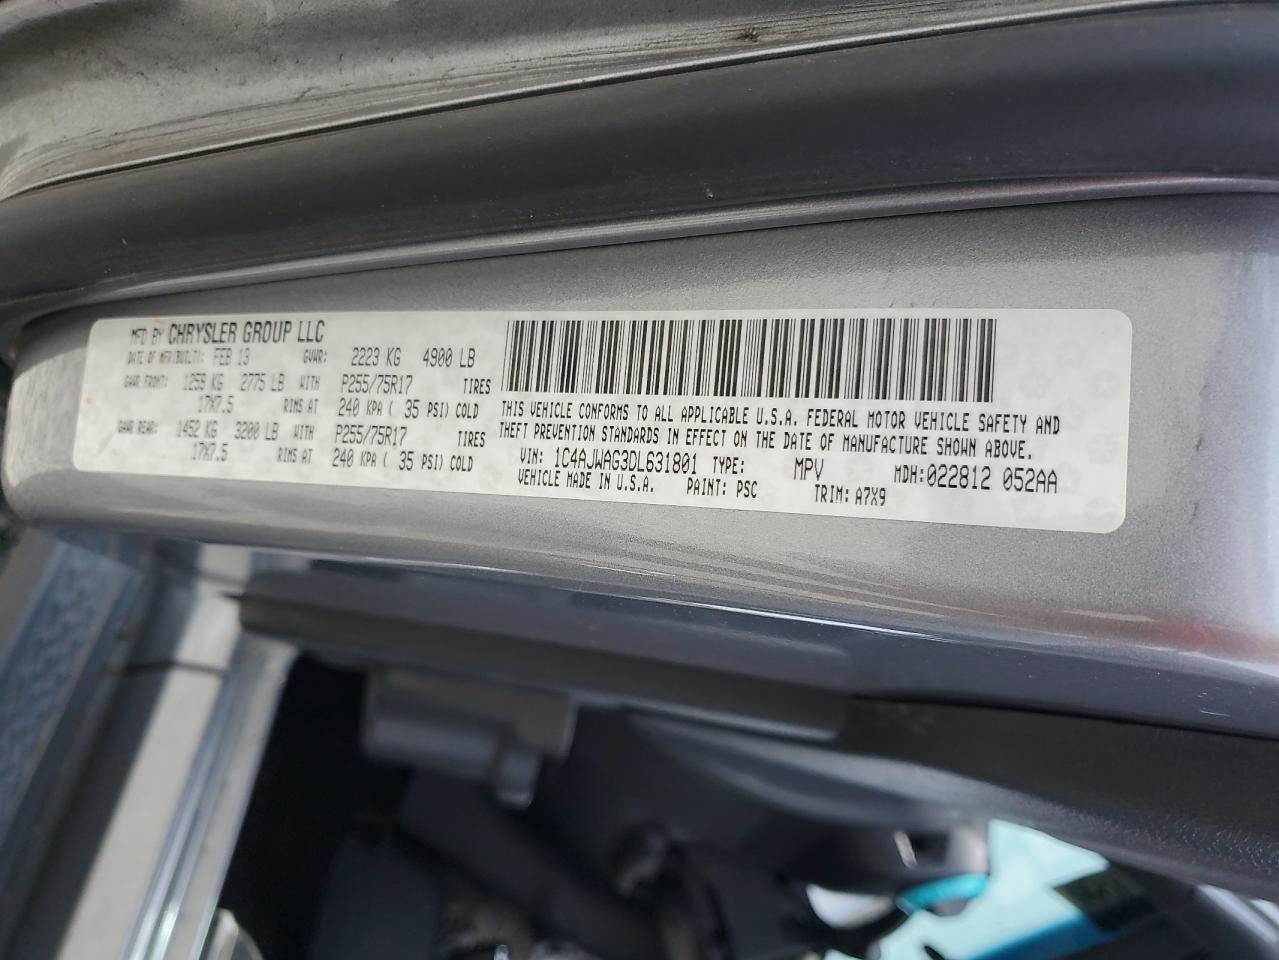 MFD BY CHRYSLER GROUP LLC
DATE OF MFR(BUILT): FEB 13 GVWR: 2223 KG 4900 LB
GAWR FRONT: 1259 KG 2775 LB WITH P255/75R17 TIRES
17X7.5 RIMS AT 240 KPA ( 35 PSI) COLD
GAWR REAR: 1452 KG 3200 LB WITH P255/75R17 TIRES
17X7.5 RIMS AT 240 KPA ( 35 PSI) COLD
THIS VEHICLE CONFORMS TO ALL APPLICABLE U.S.A. FEDERAL MOTOR VEHICLE SAFETY AND
THEFT PREVENTION STANDARDS IN EFFECT ON THE DATE OF MANUFACTURE SHOWN ABOVE.
VIN: 1C4AJWAG3DL631801 TYPE: MPV MDH:022812 052AA
VEHICLE MADE IN U.S.A. PAINT: PSC TRIM: A7X9